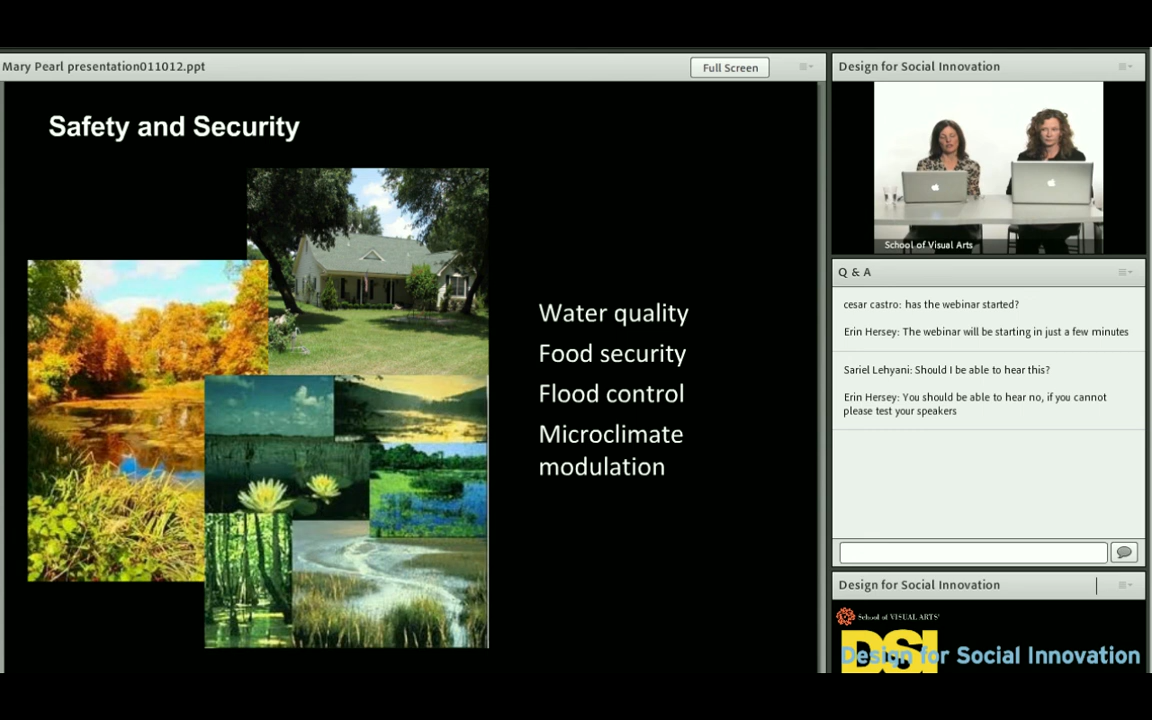 Mary Pearl presentation011012.ppt
Full Screen
Safety and Security
Water quality
Food security
Flood control
Microclimate
modulation
Design for Social Innovation
School of Visual Arts
Q & A
cesar castro: has the webinar started?
Erin Hersey: The webinar will be starting in just a few minutes
Sariel Lehyani: Should I be able to hear this?
Erin Hersey: You should be able to hear no, if you cannot
please test your speakers
Design for Social Innovation
School of VISUAL ARTS
DSI
Design for Social Innovation